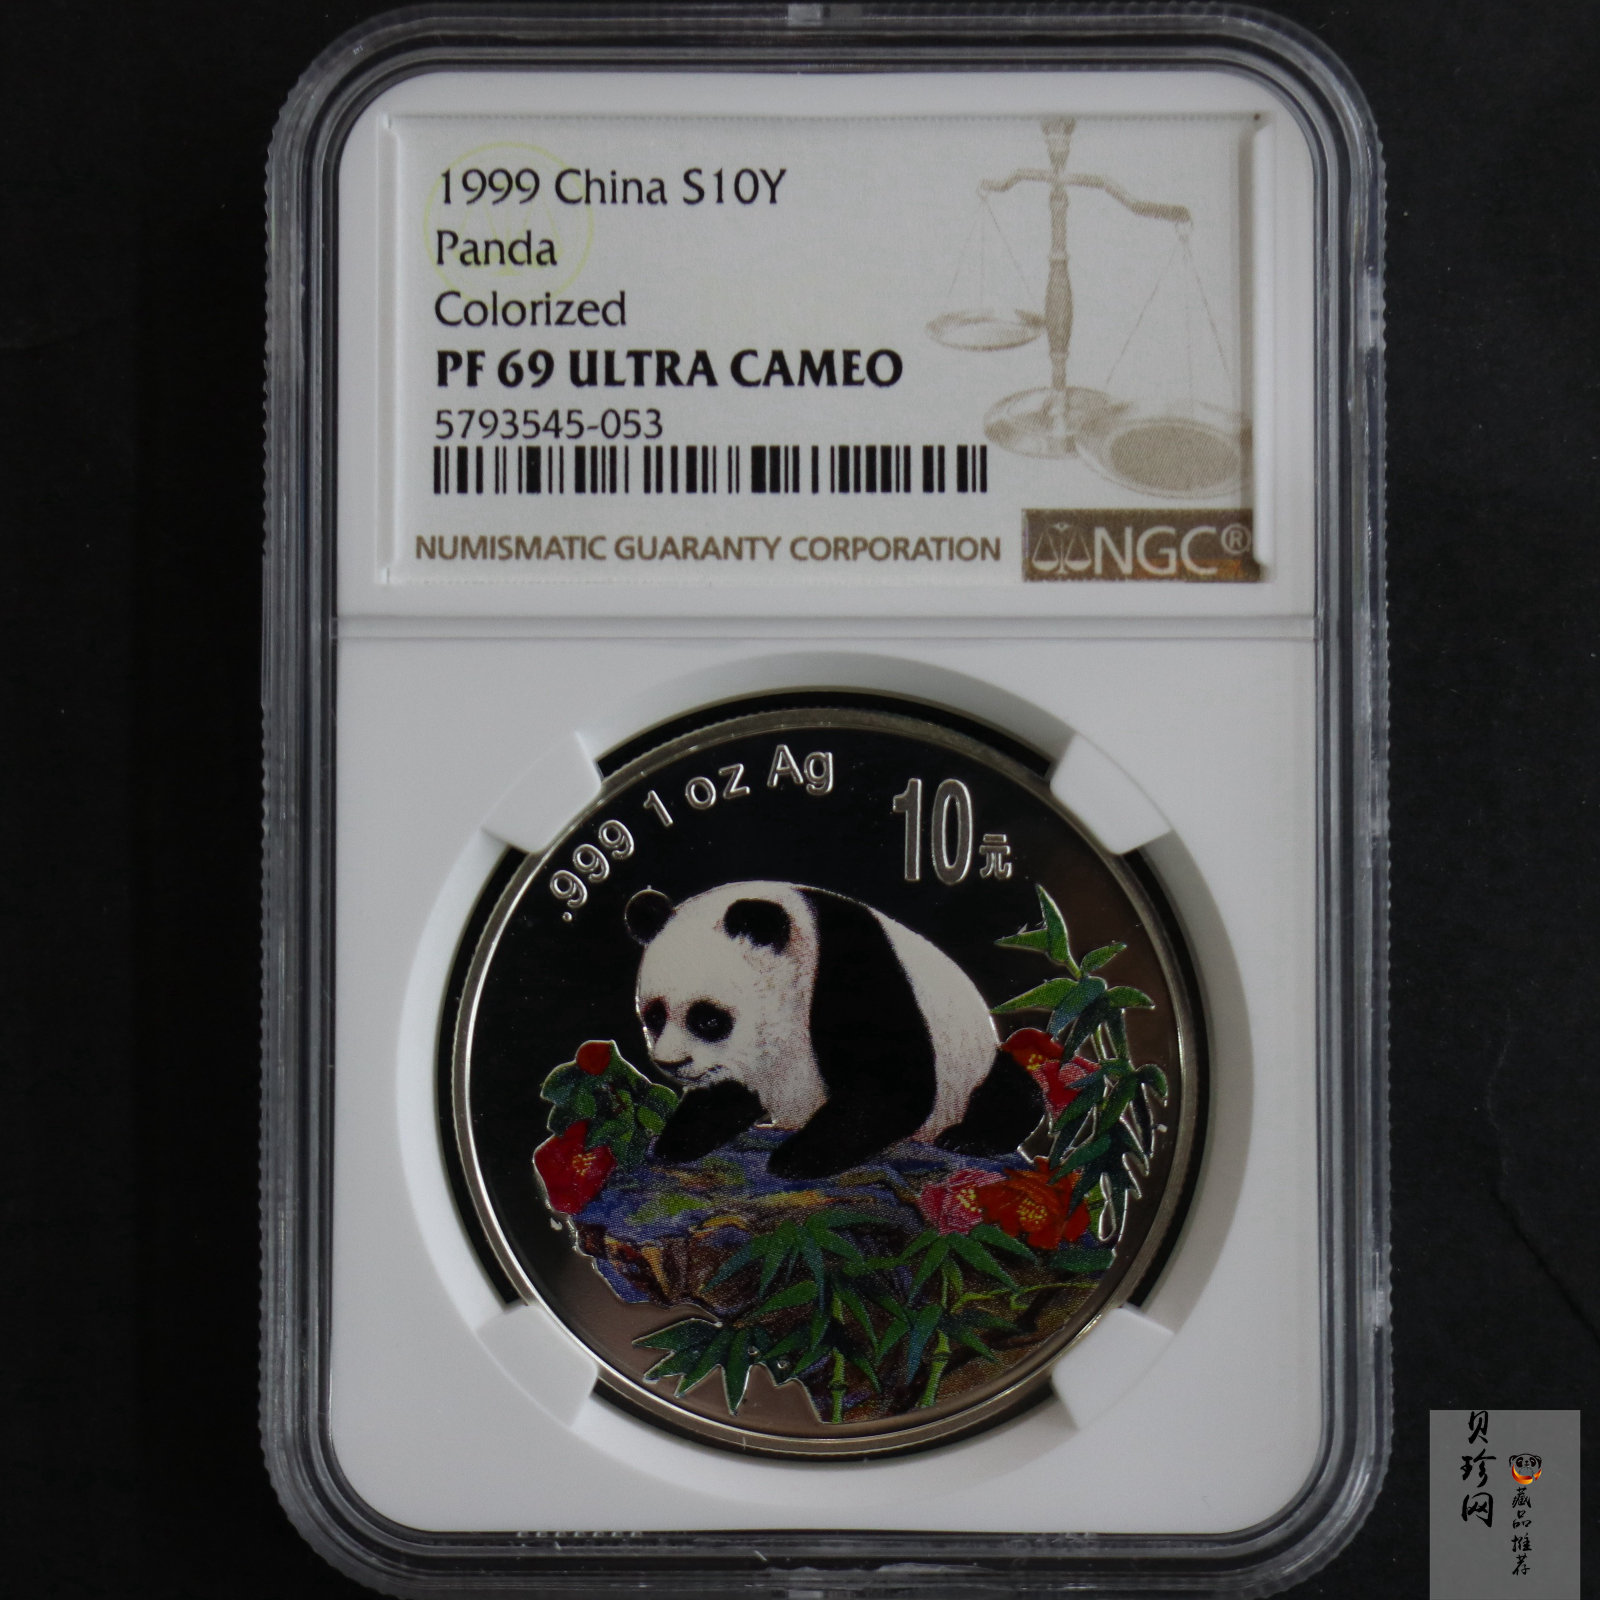 1999 China S10Y
Panda
Colorized
PF 69 ULTRA CAMEO
5793545-053
NUMISMATIC GUARANTY CORPORATION
NGC®
.999 1 oz Ag
10元
贝珍网
藏品推荐